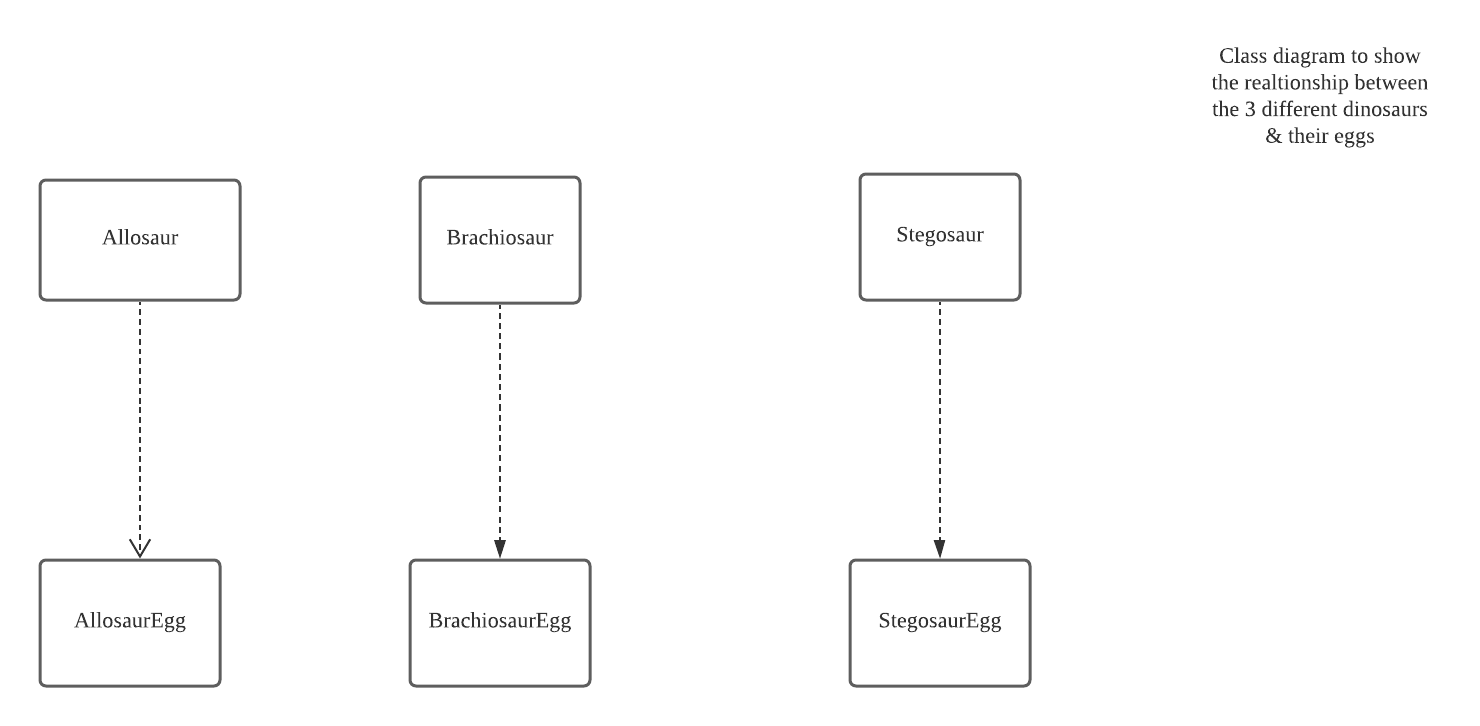 Class diagram to show
the realtionship between
the 3 different dinosaurs
& their eggs
Allosaur
Brachiosaur
Stegosaur
AllosaurEgg
BrachiosaurEgg
StegosaurEgg